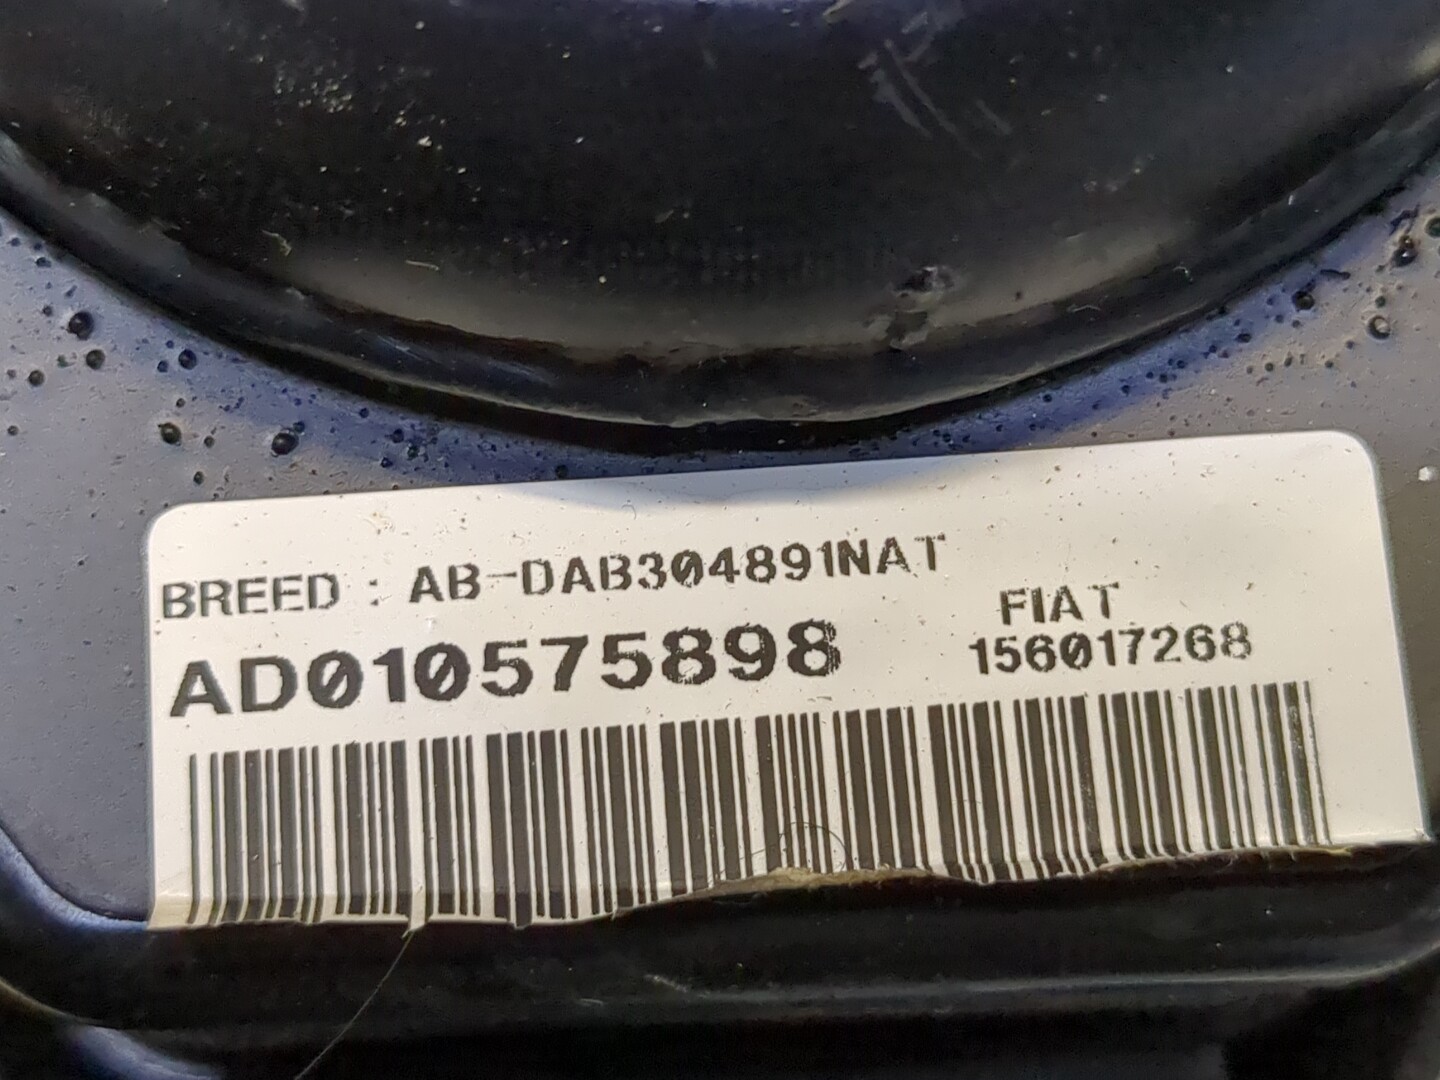 BREED : AB-DAB304891NAT
FIAT
AD010575898
156017268